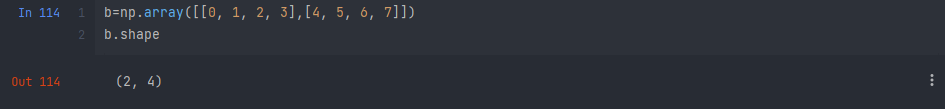 In 114 1 b=np.array([[0, 1, 2, 3],[4, 5, 6, 7]])
2 b.shape
Out 114 (2, 4)